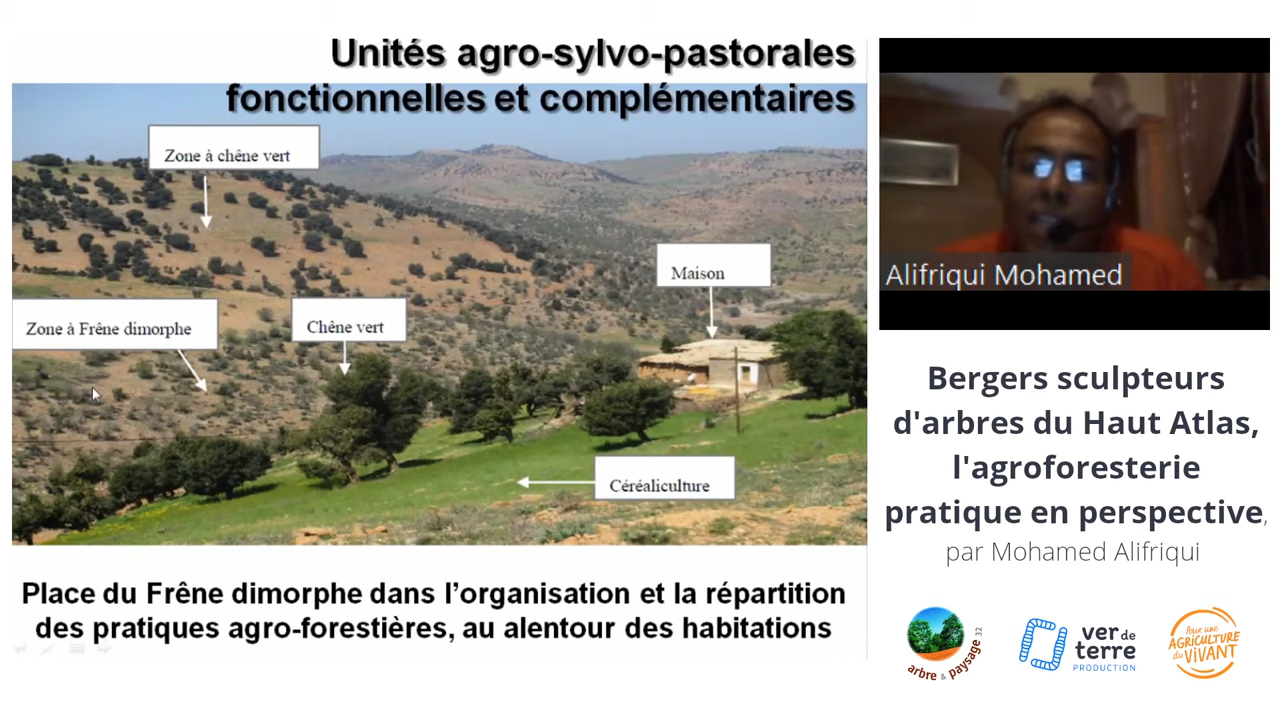 Unités agro-sylvo-pastorales
fonctionnelles et complémentaires
Zone à chêne vert
Maison
Zone à Frêne dimorphe
Chêne vert
Céréaliculture
Place du Frêne dimorphe dans l’organisation et la répartition
des pratiques agro-forestières, au alentour des habitations
Alifriqui Mohamed
Bergers sculpteurs
d'arbres du Haut Atlas,
l'agroforesterie
pratique en perspective,
par Mohamed Alifriqui
arbre & paysage 32
ver de
terre
PRODUCTION
Pour une
AGRICULTURE
du VIVANT